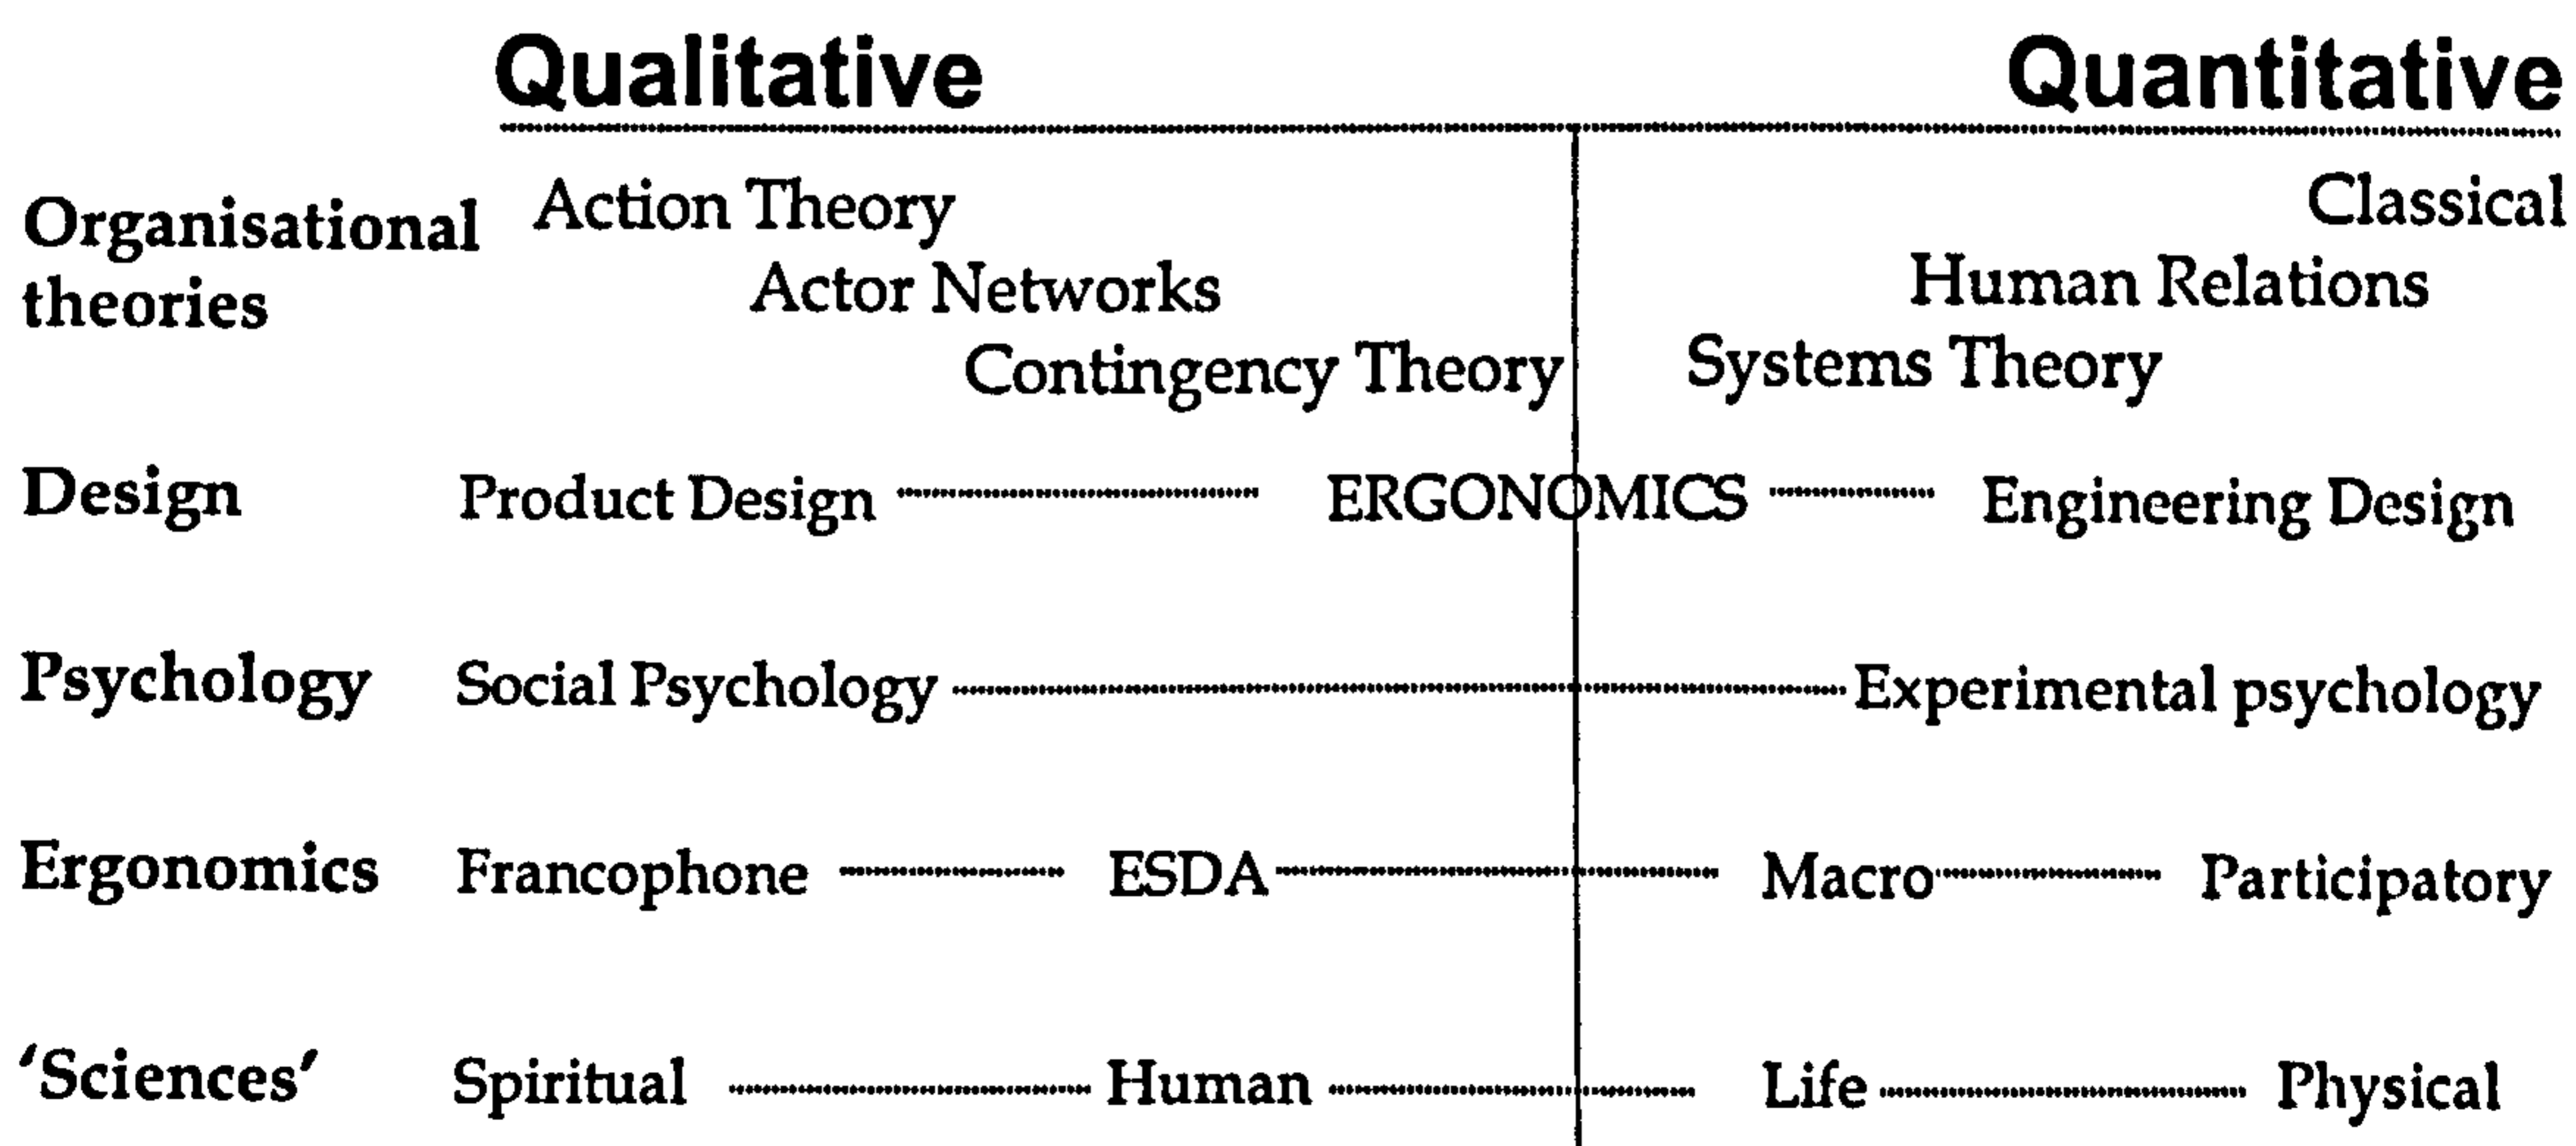 Qualitative Quantitative
Organisational Action Theory Classical
theories Actor Networks Human Relations
Contingency Theory Systems Theory
Design Product Design ERGONOMICS Engineering Design
Psychology Social Psychology Experimental psychology
Ergonomics Francophone ESDA Macro Participatory
‘Sciences’ Spiritual Human Life Physical